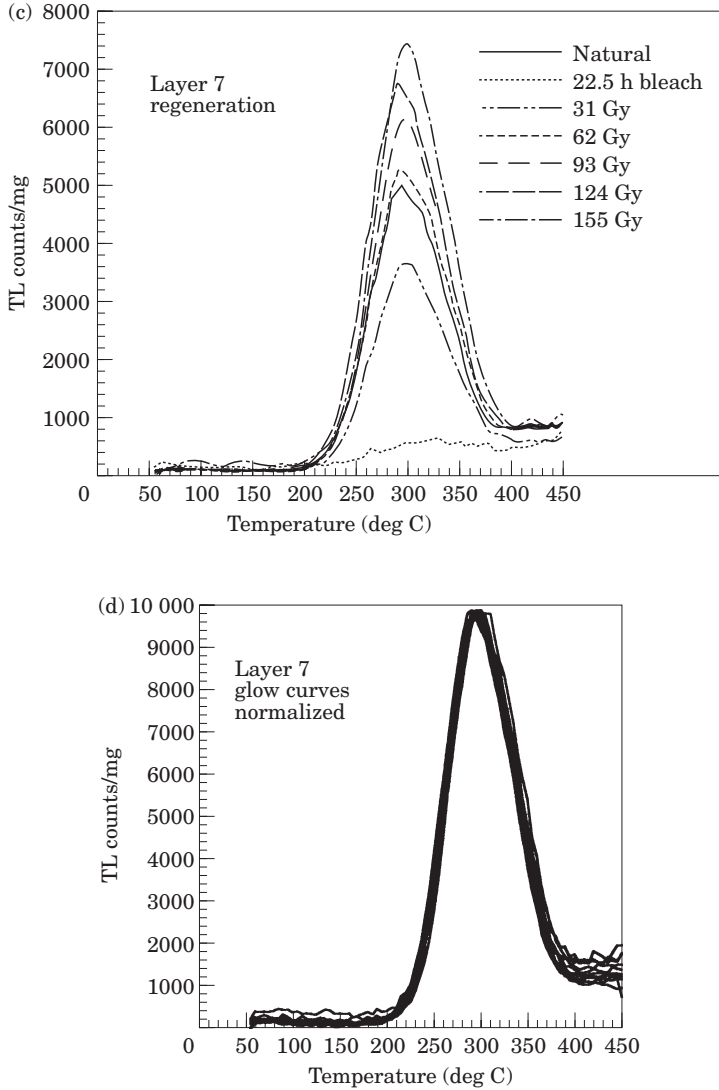 (c)
8000
7000
6000
5000
4000
3000
2000
1000
0
TL counts/mg
Layer 7
regeneration
Natural
22.5 h bleach
31 Gy
62 Gy
93 Gy
124 Gy
155 Gy
50 100 150 200 250 300 350 400 450
Temperature (deg C)
(d)
10 000
9000
8000
7000
6000
5000
4000
3000
2000
1000
0
TL counts/mg
Layer 7
glow curves
normalized
50 100 150 200 250 300 350 400 450
Temperature (deg C)